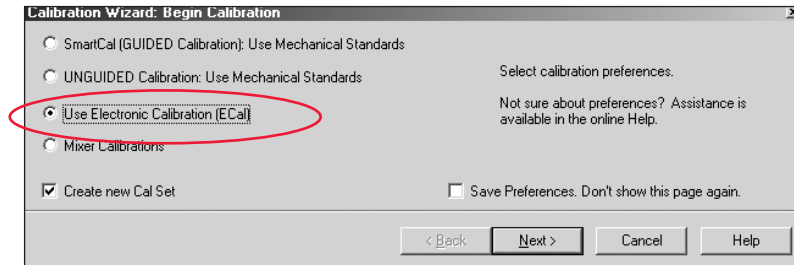 Calibration Wizard: Begin Calibration
SmartCal (GUIDED Calibration): Use Mechanical Standards
UNGUIDED Calibration: Use Mechanical Standards
Use Electronic Calibration (ECal)
Mixer Calibrations
Select calibration preferences.
Not sure about preferences? Assistance is
available in the online Help.
Create new Cal Set
Save Preferences. Don't show this page again.
< Back
Next >
Cancel
Help